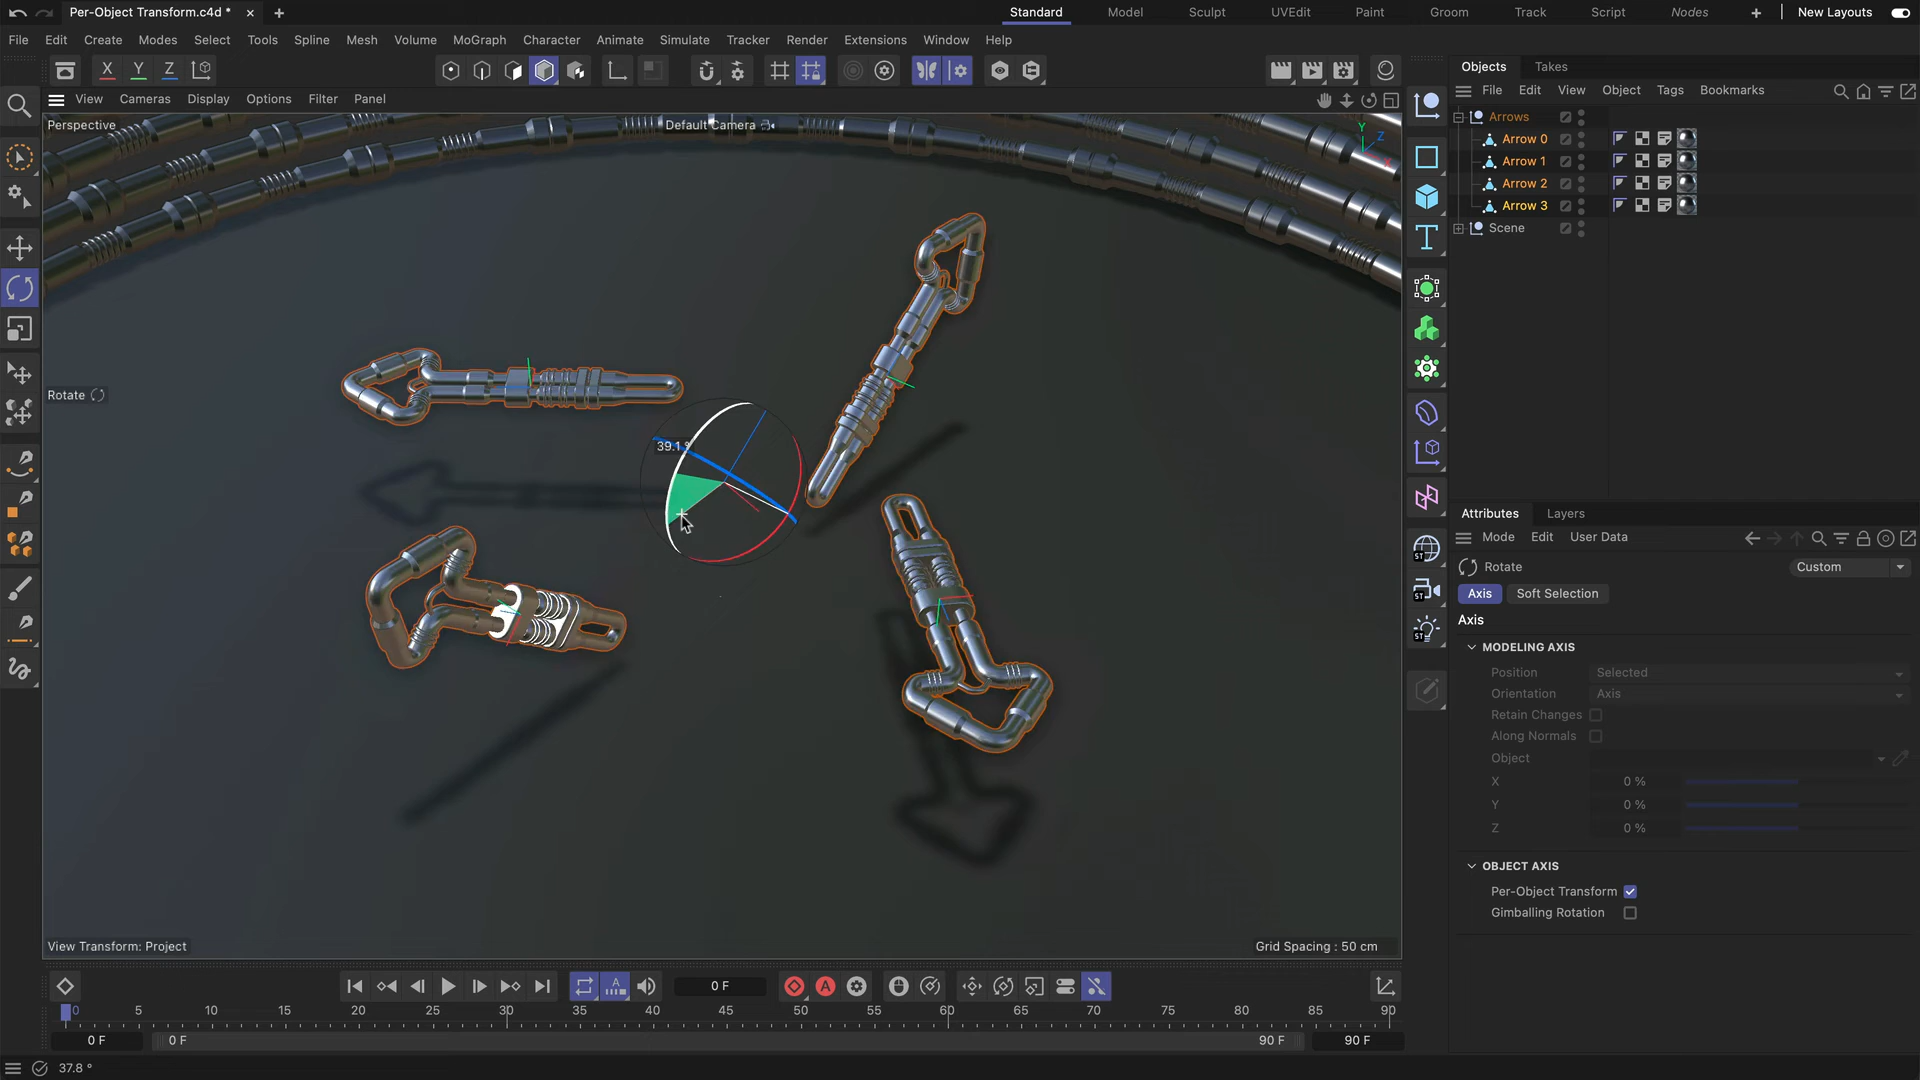 Per-Object Transform.c4d *
Standard
Model
Sculpt
UVEdit
Paint
Groom
Track
Script
Nodes
New Layouts
File Edit Create Modes Select Tools Spline Mesh Volume MoGraph Character Animate Simulate Tracker Render Extensions Window Help
X Y Z
Objects Takes
View Cameras Display Options Filter Panel
File Edit View Object Tags Bookmarks
Perspective
Default Camera
Y
Z
X
Arrows
Arrow 0
Arrow 1
Arrow 2
Arrow 3
Scene
Rotate
39.1 °
Attributes Layers
Mode Edit User Data
ST
ST
ST
Rotate
Custom
Axis Soft Selection
Axis
MODELING AXIS
Position Selected
Orientation Axis
Retain Changes
Along Normals
Object
X 0 %
Y 0 %
Z 0 %
OBJECT AXIS
Per-Object Transform
Gimballing Rotation
View Transform: Project
Grid Spacing : 50 cm
A
0 F
A
0 5 10 15 20 25 30 35 40 45 50 55 60 65 70 75 80 85 90
0 F
0 F
90 F
90 F
37.8 °